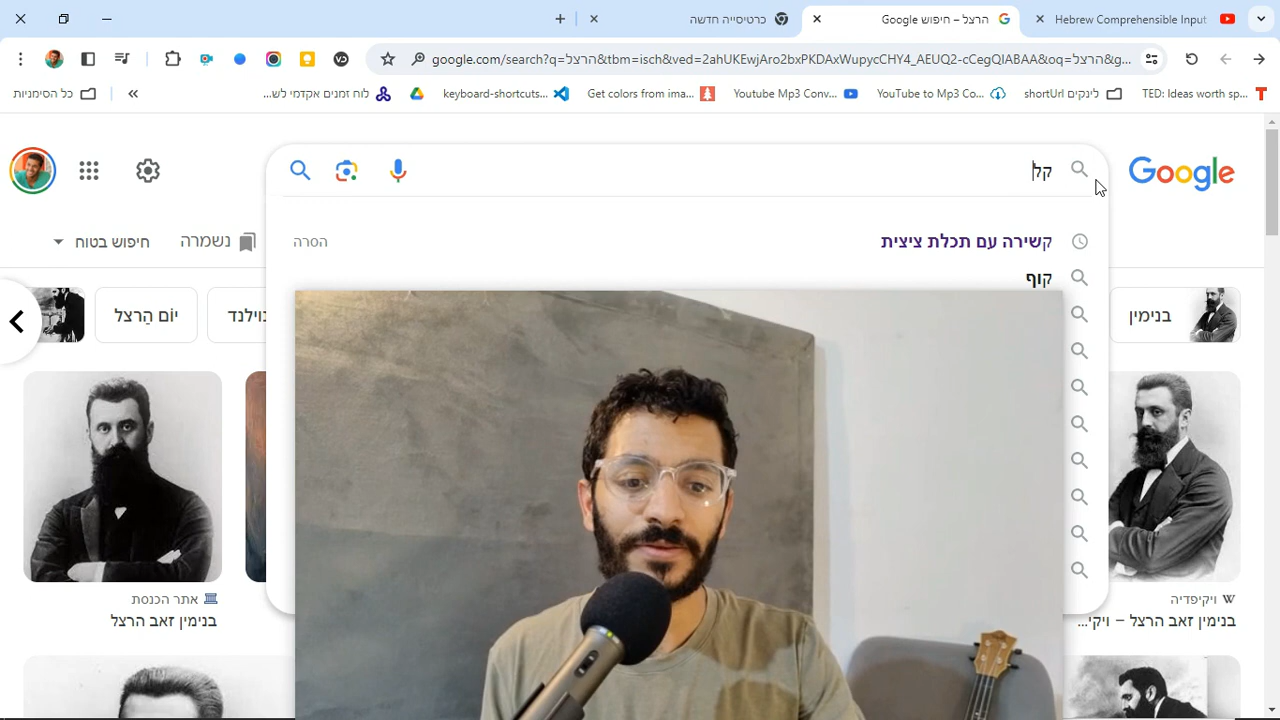 Hebrew Comprehensible Input
הרצל – חיפוש Google
כרטיסייה חדשה
google.com/search?q=הרצל&tbm=isch&ved=2ahUKEwjAro2bxPKDAxWupycCHY4_AEUQ2-cCegQIABAA&oq=הרצל&g...
TED: Ideas worth sp...
לינקים shortUrl
YouTube to Mp3 Co...
Youtube Mp3 Conv...
Get colors from ima...
keyboard-shortcuts...
לוח זמנים אקדמי לש...
«
כל הסימניות
Google
קל
קשירה עם תכלת ציצית
הסרה
קוף
נשמרה
חיפוש בטוח
בנימין
נוילנד
יוֹם הַרצל
ויקיפדיה
בנימין זאב הרצל – ויקי...
אתר הכנסת
בנימין זאב הרצל